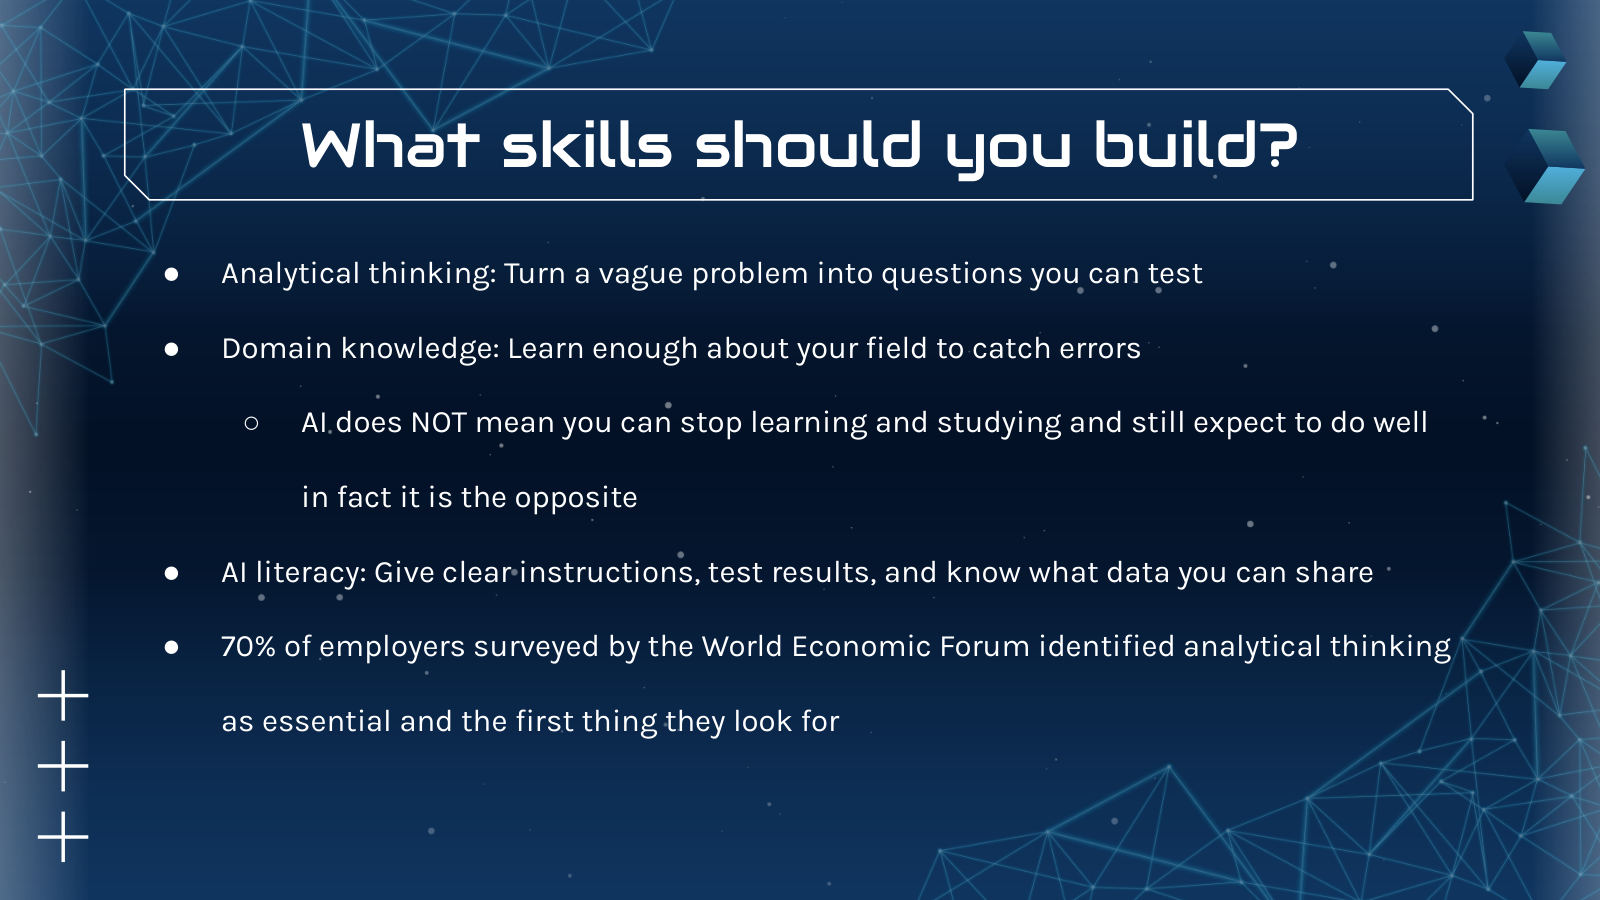 What skills should you build?
● Analytical thinking: Turn a vague problem into questions you can test
● Domain knowledge: Learn enough about your field to catch errors
○ AI does NOT mean you can stop learning and studying and still expect to do well
in fact it is the opposite
● AI literacy: Give clear instructions, test results, and know what data you can share
● 70% of employers surveyed by the World Economic Forum identified analytical thinking
as essential and the first thing they look for